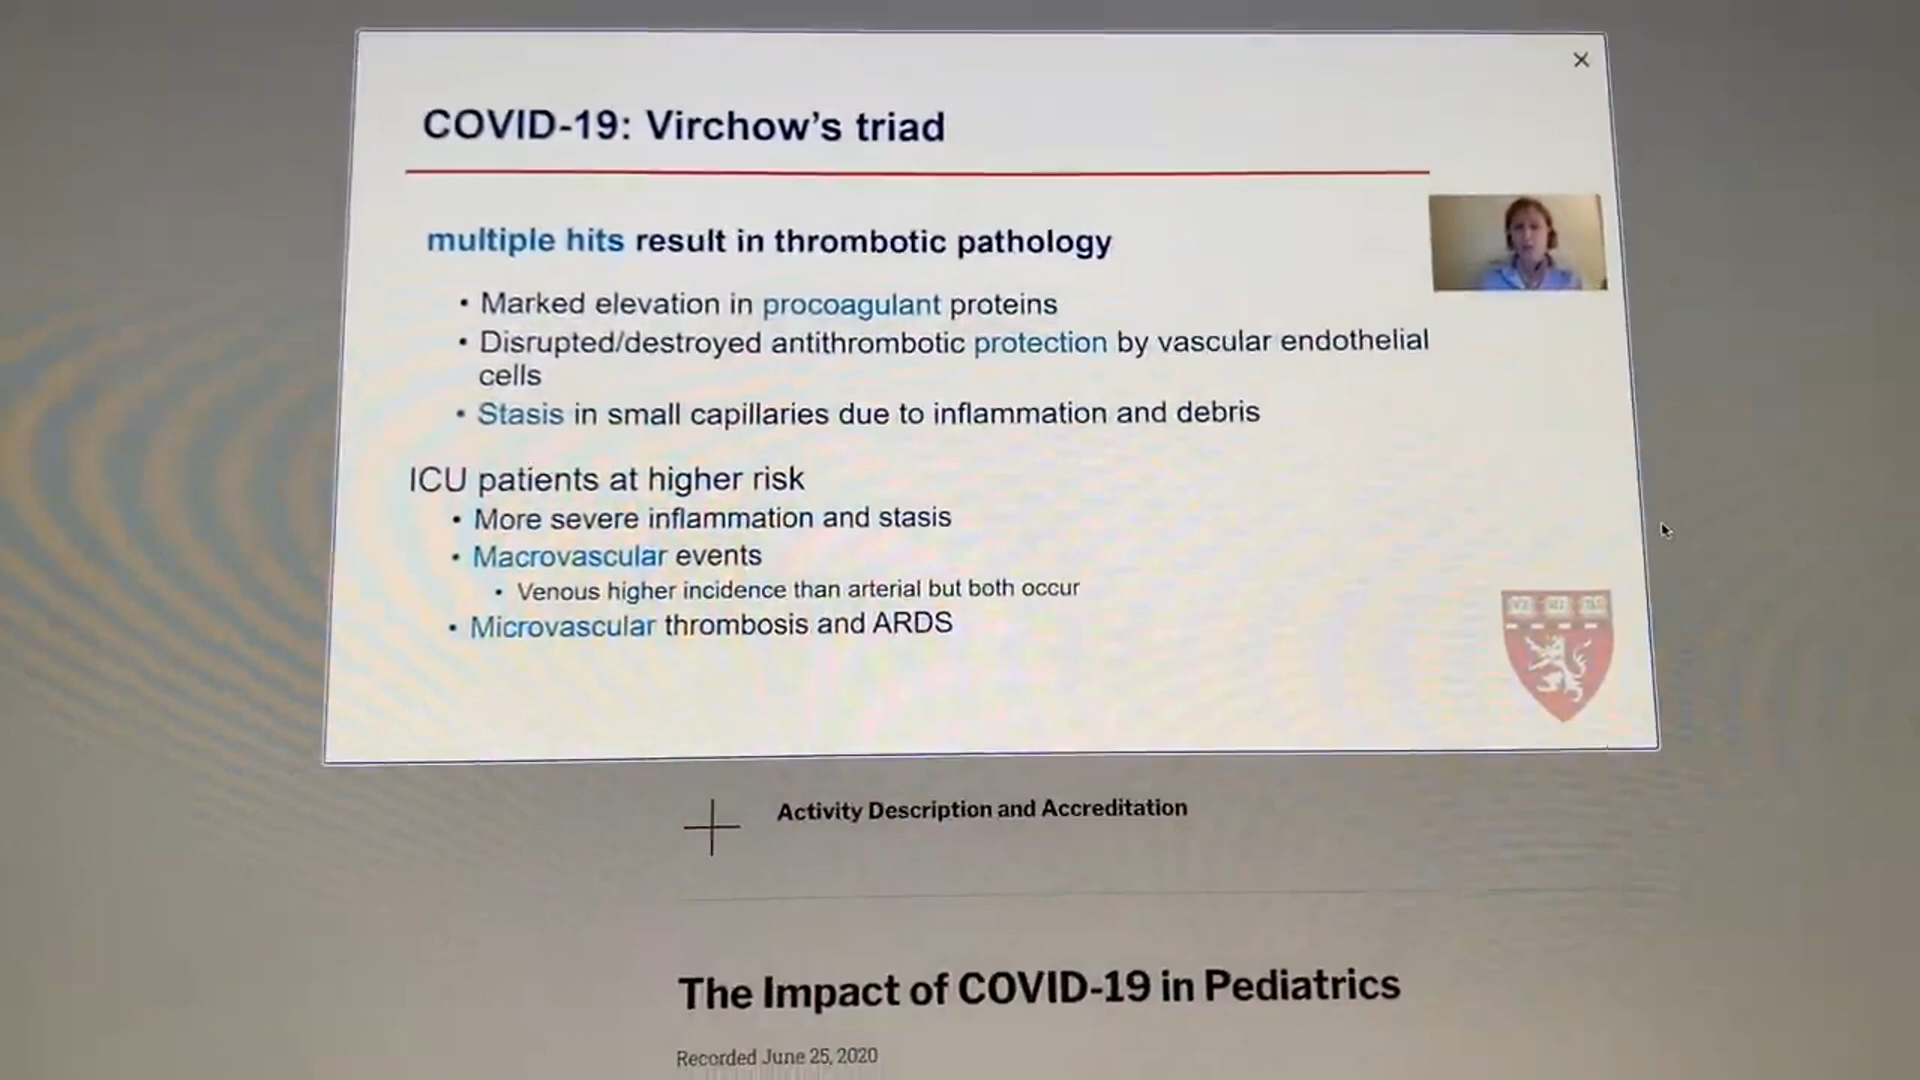 COVID-19: Virchow's triad
multiple hits result in thrombotic pathology
• Marked elevation in procoagulant proteins
• Disrupted/destroyed antithrombotic protection by vascular endothelial
cells
• Stasis in small capillaries due to inflammation and debris
ICU patients at higher risk
• More severe inflammation and stasis
• Macrovascular events
• Venous higher incidence than arterial but both occur
• Microvascular thrombosis and ARDS
Activity Description and Accreditation
The Impact of COVID-19 in Pediatrics
Recorded June 25, 2020